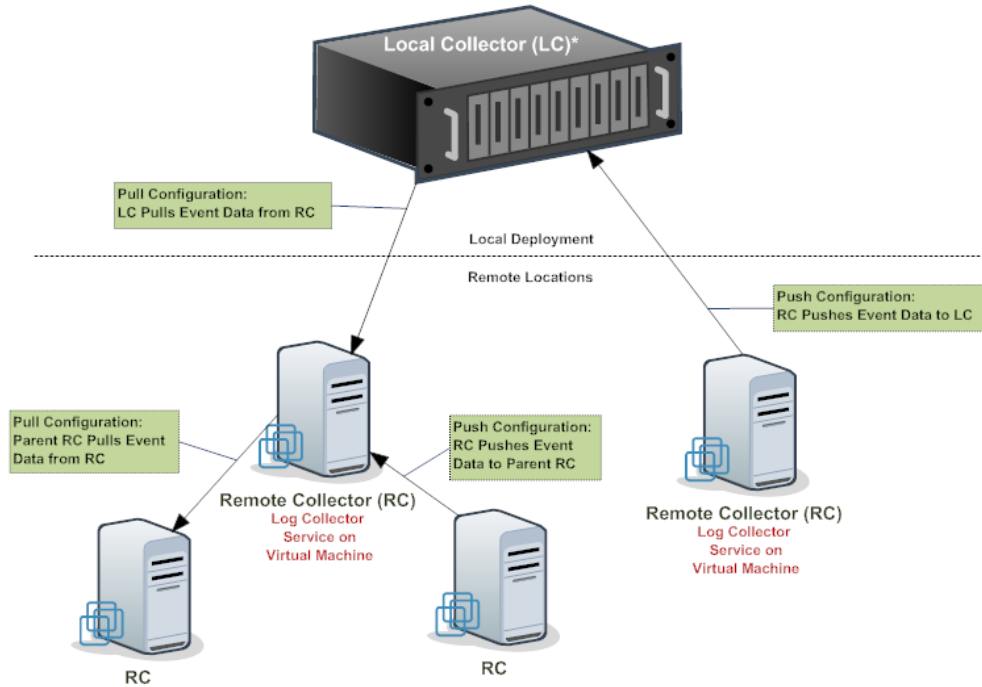 Local Collector (LC)*
Pull Configuration:
LC Pulls Event Data from RC
Local Deployment
Remote Locations
Push Configuration:
RC Pushes Event Data to LC
Pull Configuration:
Parent RC Pulls Event
Data from RC
Push Configuration:
RC Pushes Event
Data to Parent RC
Remote Collector (RC)
Log Collector
Service on
Virtual Machine
Remote Collector (RC)
Log Collector
Service on
Virtual Machine
RC
RC